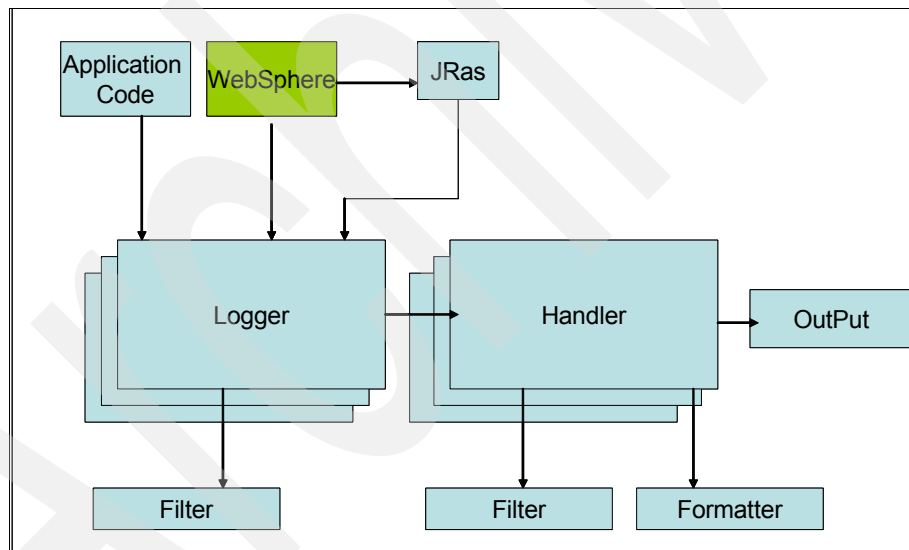 Application
Code
WebSphere
JRas
Logger
Handler
OutPut
Filter
Filter
Formatter